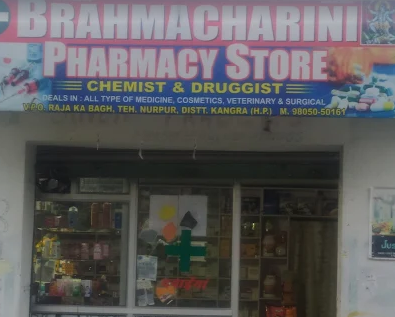 BRAHMACHARINI
PHARMACY STORE
CHEMIST & DRUGGIST
DEALS IN : ALL TYPE OF MEDICINE, COSMETICS, VETERINARY & SURGICAL
V.P.O. RAJA KA BAGH, TEH. NURPUR, DISTT. KANGRA (H.P.) M. 98050-50161